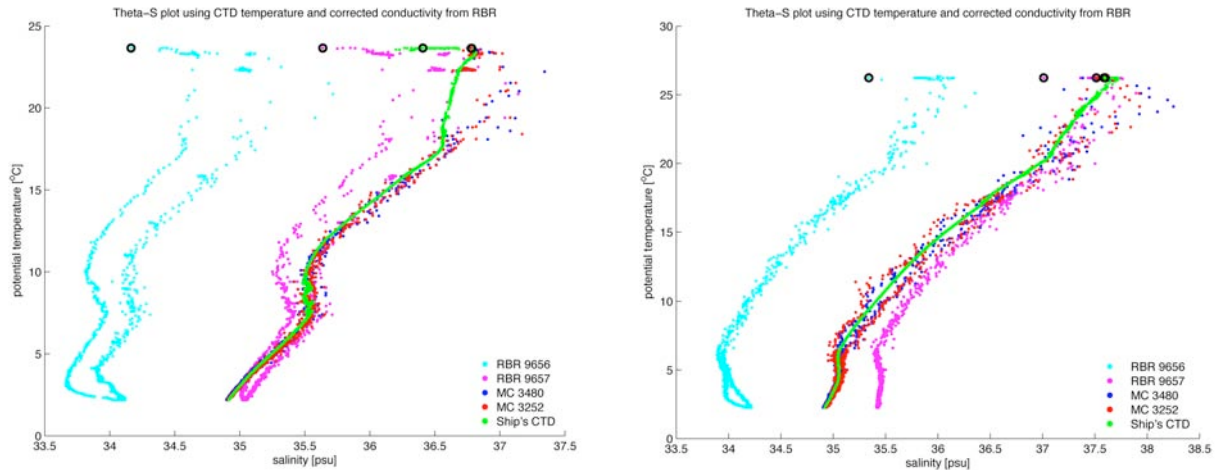 Theta-S plot using CTD temperature and corrected conductivity from RBR
25
20
15
10
5
0
potential temperature [°C]
33.5 34 34.5 35 35.5 36 36.5 37 37.5
salinity [psu]
RBR 9656
RBR 9657
MC 3480
MC 3252
Ship's CTD
Theta-S plot using CTD temperature and corrected conductivity from RBR
30
25
20
15
10
5
0
potential temperature [°C]
33.5 34 34.5 35 35.5 36 36.5 37 37.5 38 38.5
salinity [psu]
RBR 9656
RBR 9657
MC 3480
MC 3252
Ship's CTD